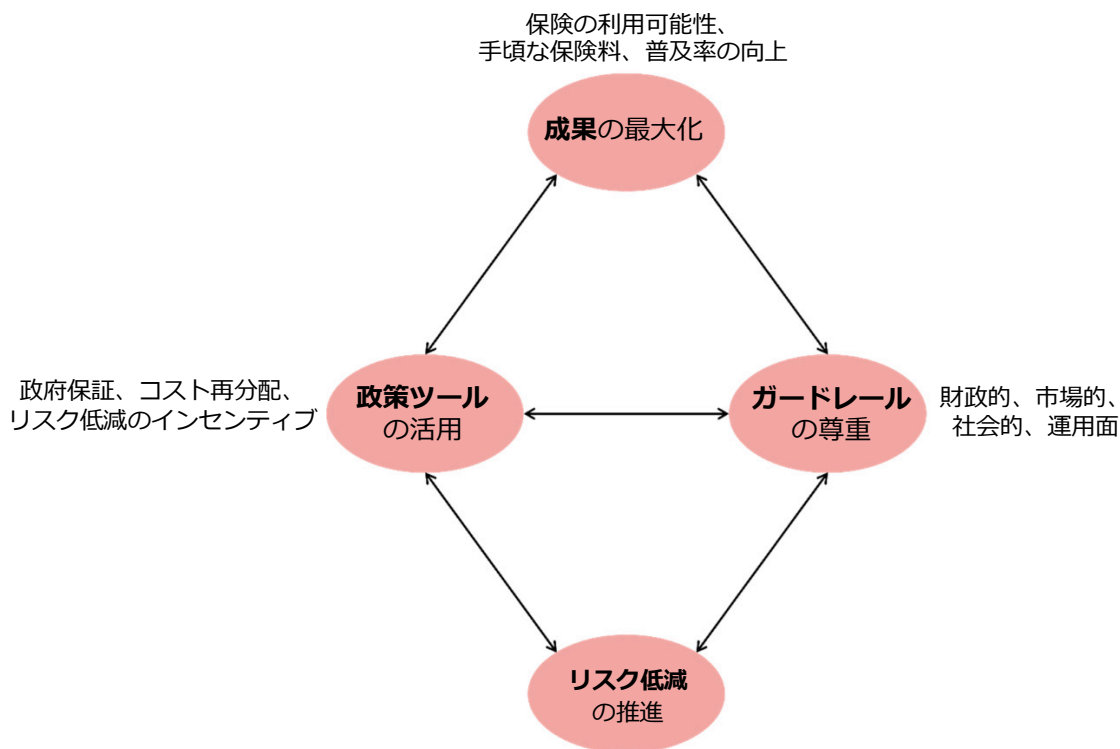 保険の利用可能性、
手頃な保険料、普及率の向上
成果の最大化
政府保証、コスト再分配、
リスク低減のインセンティブ
政策ツール
の活用
ガードレール
の尊重
財政的、市場的、
社会的、運用面
リスク低減
の推進